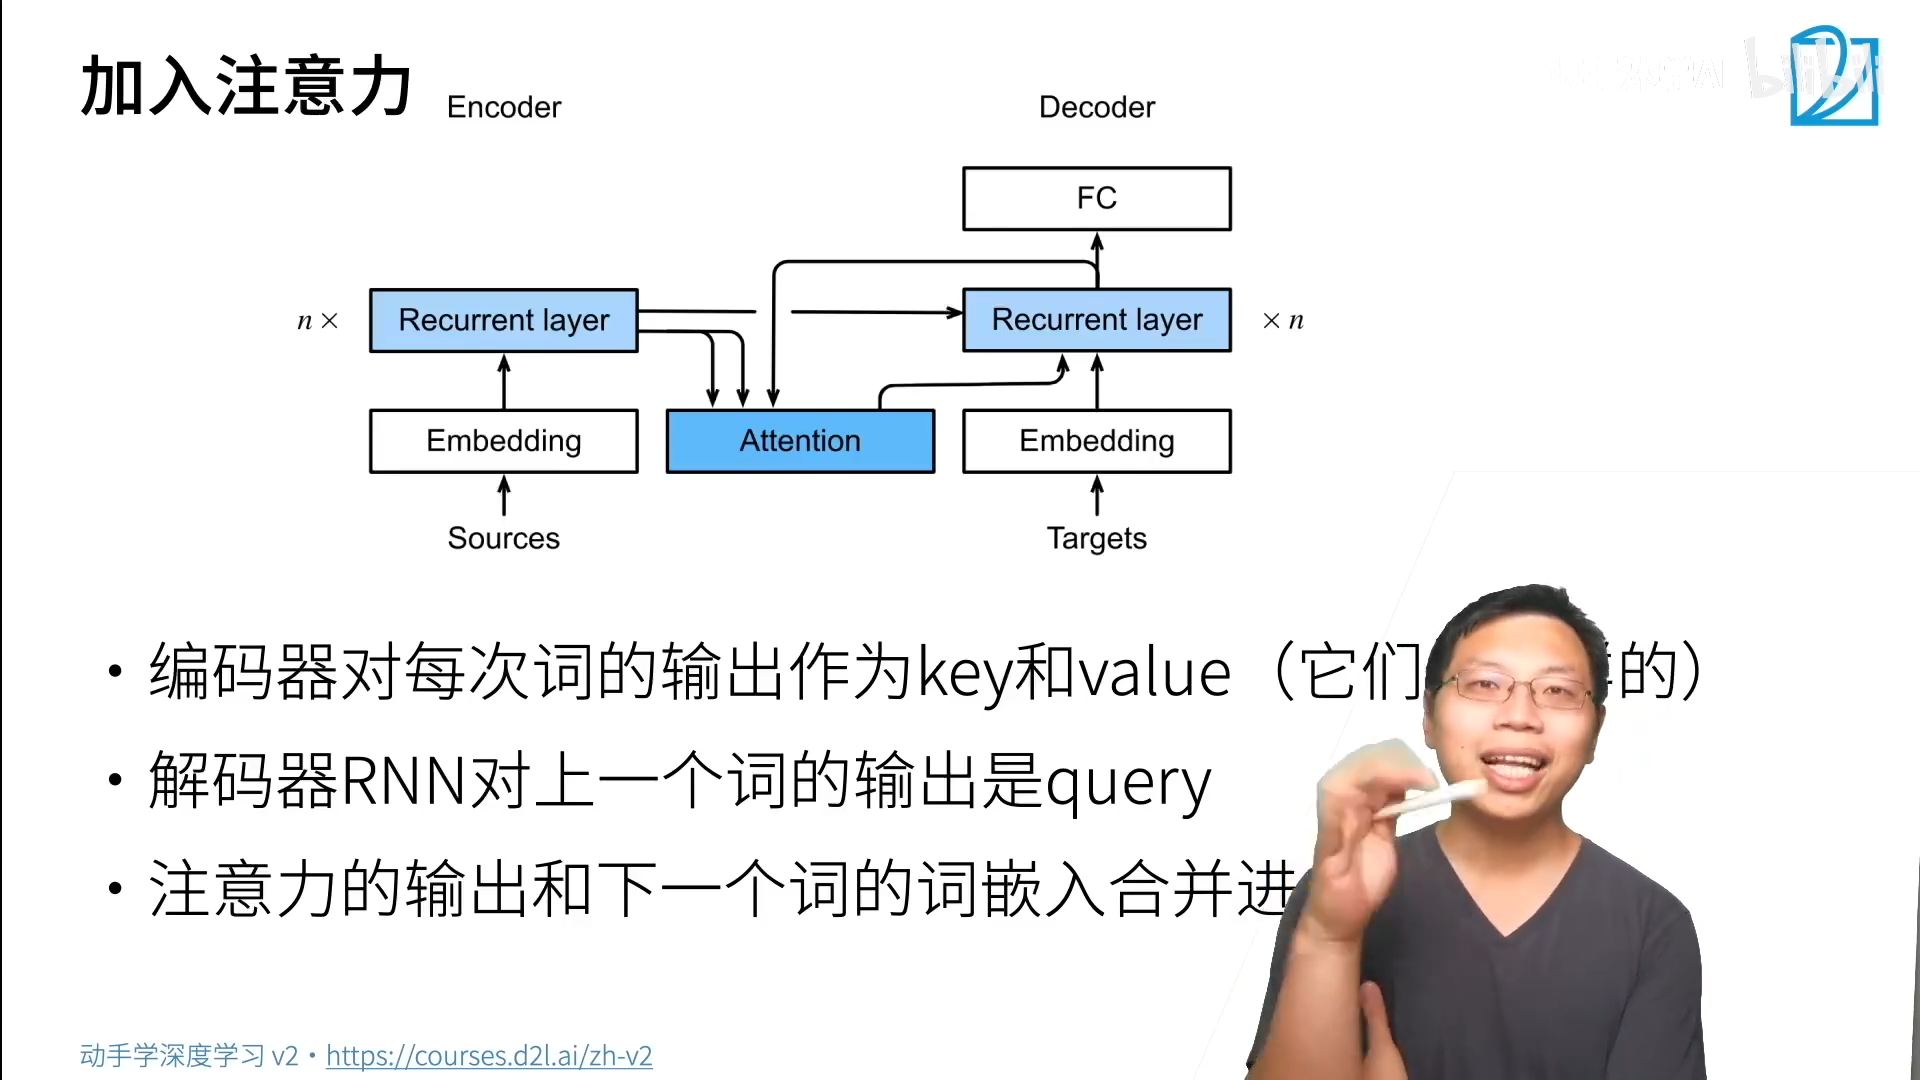 加入注意力
Encoder
Decoder
FC
n ×
Recurrent layer
Recurrent layer
× n
Embedding
Attention
Embedding
Sources
Targets
• 编码器对每次词的输出作为key和value（它们 的）
• 解码器RNN对上一个词的输出是query
• 注意力的输出和下一个词的词嵌入合并进
动手学深度学习 v2 • https://courses.d2l.ai/zh-v2
bilibili